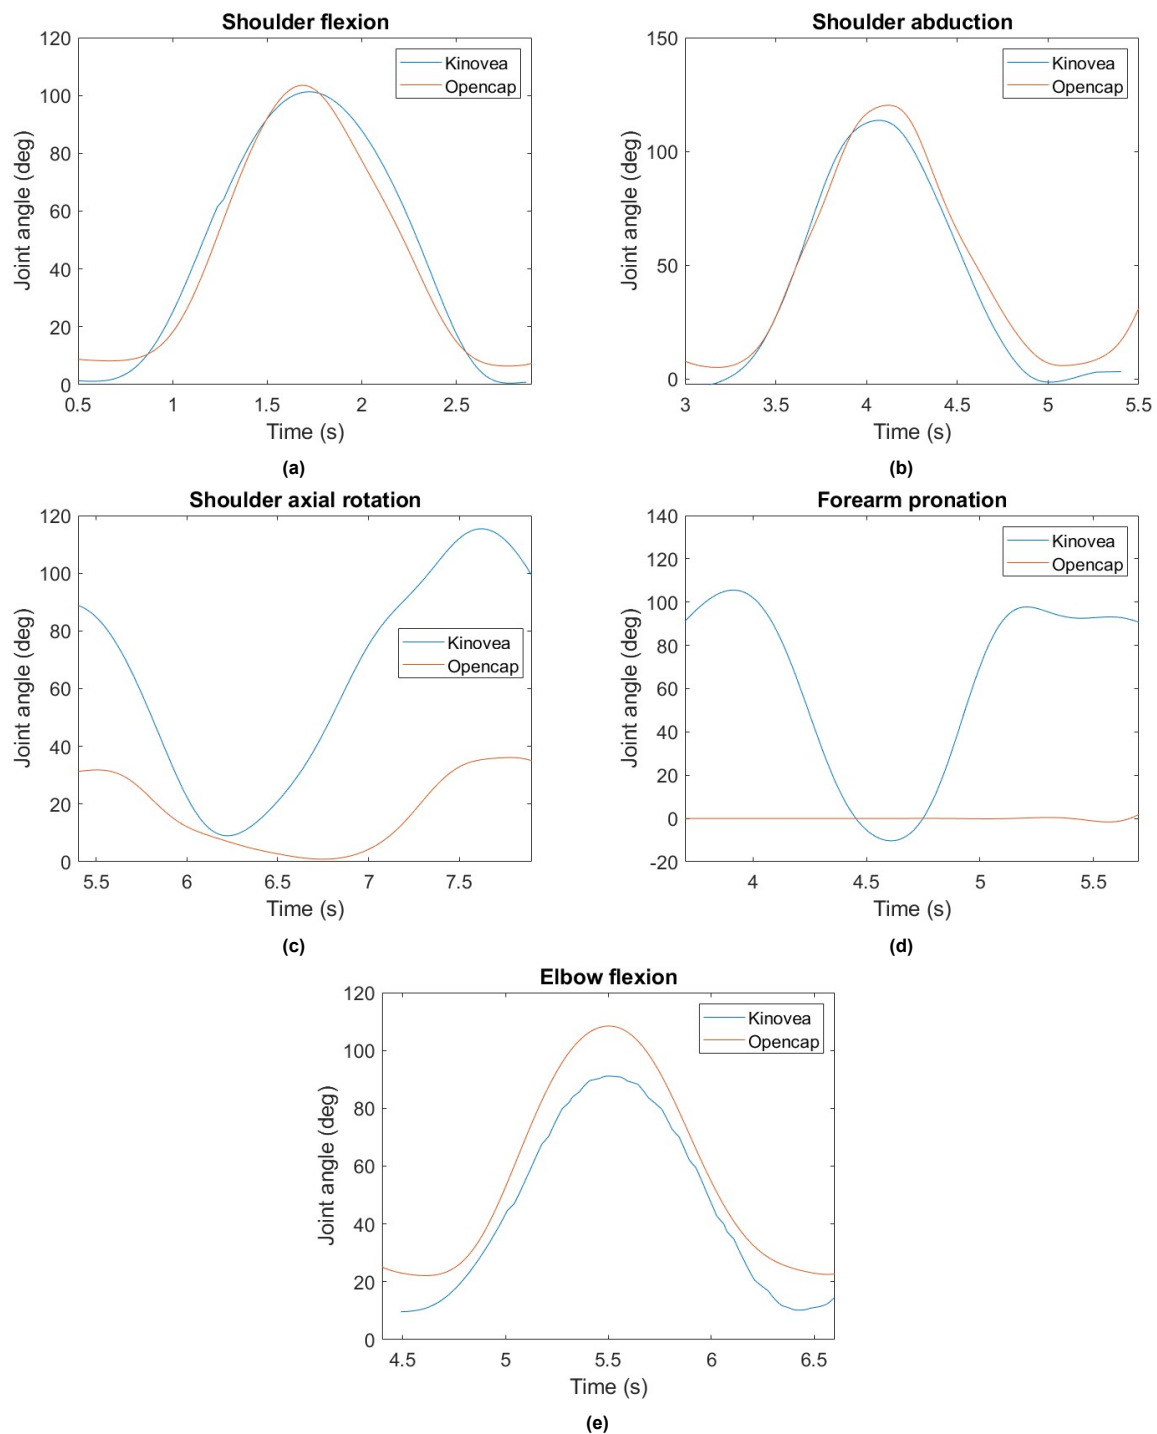 Shoulder flexion
120
100
80
60
40
20
0
0.5 1 1.5 2 2.5
Joint angle (deg)
Time (s)
Kinovea
Opencap
(a)
Shoulder abduction
150
100
50
0
3 3.5 4 4.5 5 5.5
Joint angle (deg)
Time (s)
Kinovea
Opencap
(b)
Shoulder axial rotation
120
100
80
60
40
20
0
5.5 6 6.5 7 7.5
Joint angle (deg)
Time (s)
Kinovea
Opencap
(c)
Forearm pronation
140
120
100
80
60
40
20
0
-20
4 4.5 5 5.5
Joint angle (deg)
Time (s)
Kinovea
Opencap
(d)
Elbow flexion
120
100
80
60
40
20
0
4.5 5 5.5 6 6.5
Joint angle (deg)
Time (s)
Kinovea
Opencap
(e)